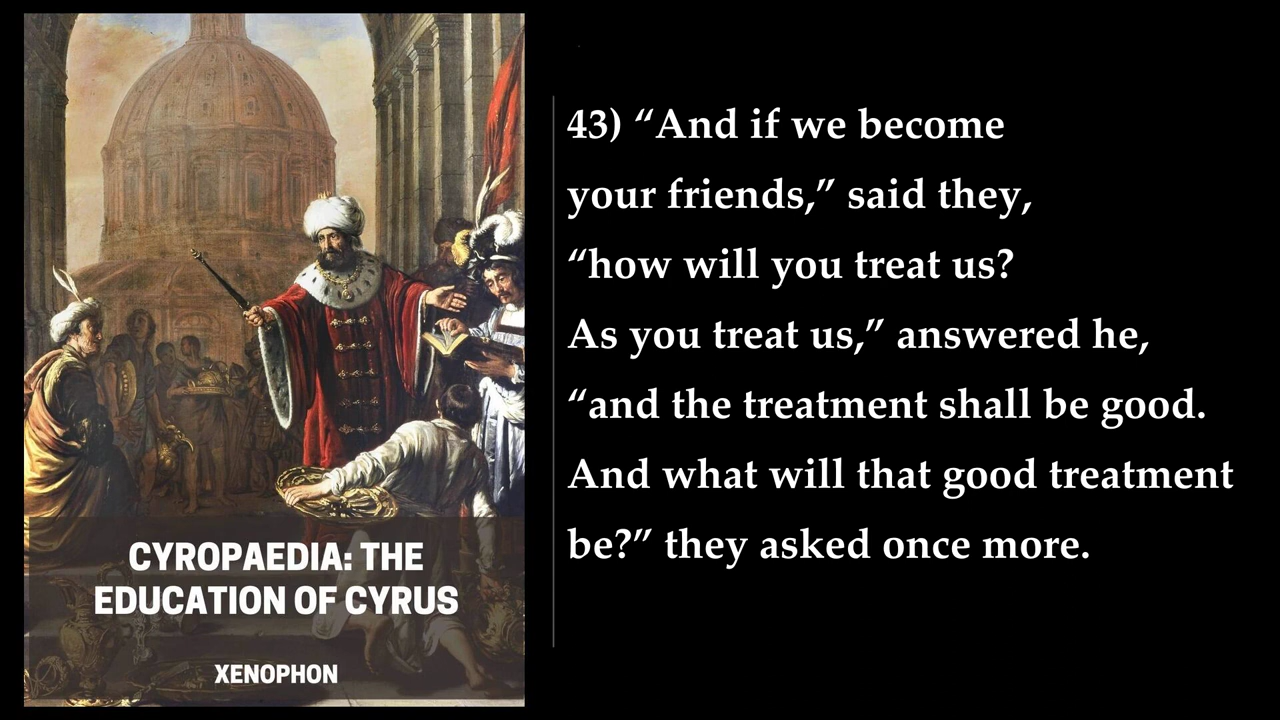 CYROPAEDIA: THE
EDUCATION OF CYRUS
XENOPHON
43) “And if we become
your friends,” said they,
“how will you treat us?
As you treat us,” answered he,
“and the treatment shall be good.
And what will that good treatment
be?” they asked once more.